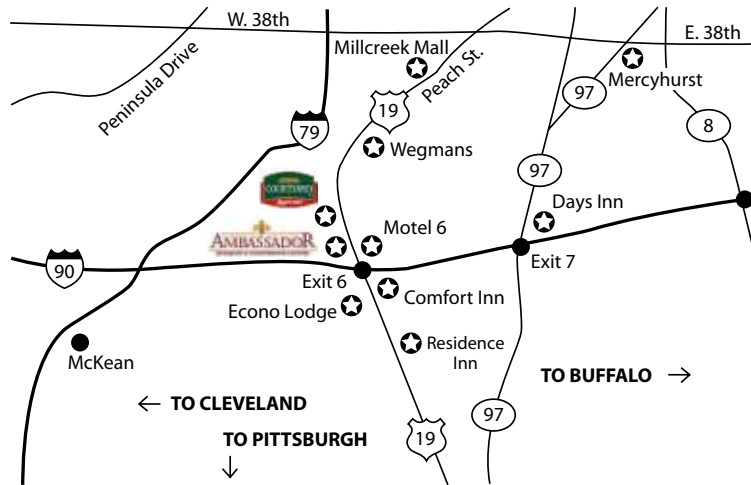 W. 38th
E. 38th
Millcreek Mall
Peach St.
Mercyhurst
Peninsula Drive
97
19
8
79
Wegmans
97
COURTYARD
Days Inn
AMBASSADOR
Motel 6
90
Exit 6
Exit 7
Comfort Inn
Econo Lodge
Residence
Inn
McKean
TO BUFFALO →
← TO CLEVELAND
97
TO PITTSBURGH
↓
19